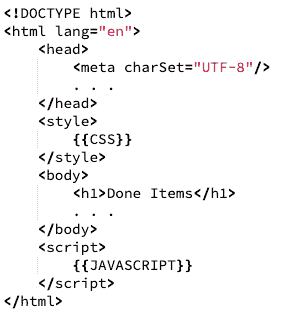 <!DOCTYPE html>
<html lang="en">
    <head>
        <meta charSet="UTF-8"/>
        . . .
    </head>
    <style>
        {{CSS}}
    </style>
    <body>
        <h1>Done Items</h1>
        . . .
    </body>
    <script>
        {{JAVASCRIPT}}
    </script>
</html>